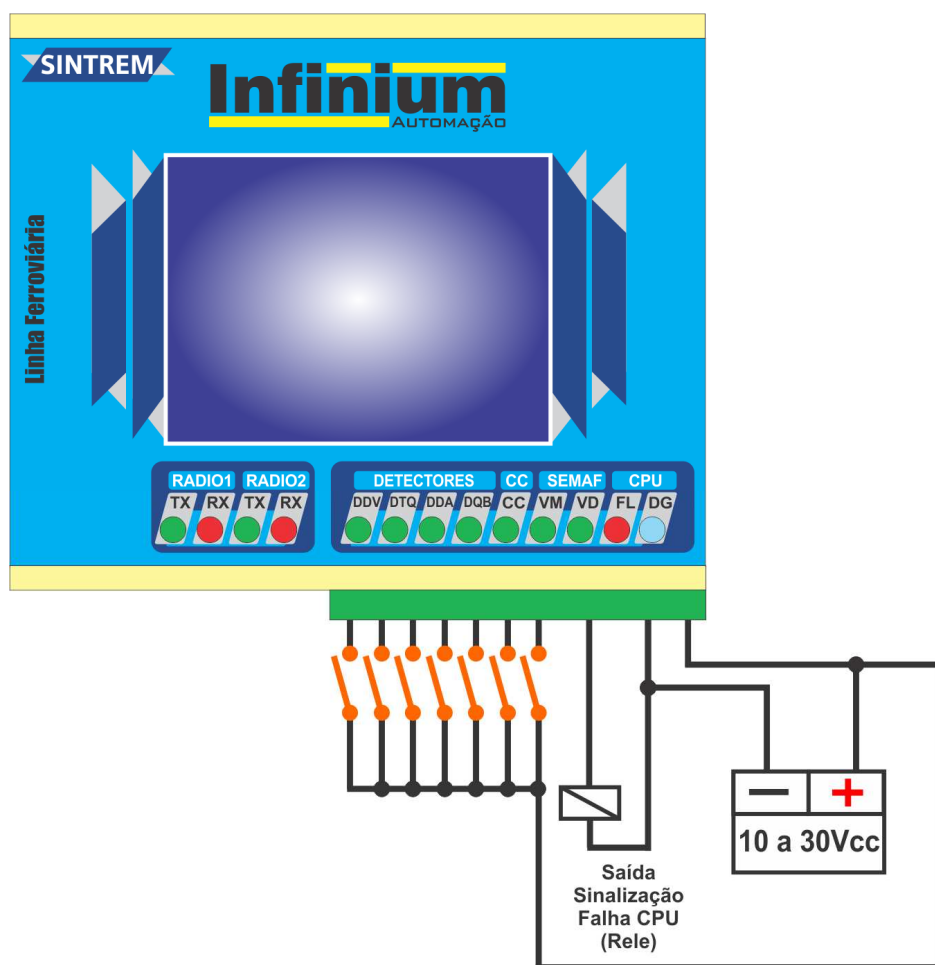 SINTREM
Infinium
AUTOMAÇÃO
Linha Ferroviária
RADIO1 RADIO2
TX RX TX RX
DETECTORES CC SEMAF CPU
DDV DTQ DDA DQB CC VM VD FL DG
− +
10 a 30Vcc
Saída
Sinalização
Falha CPU
(Rele)